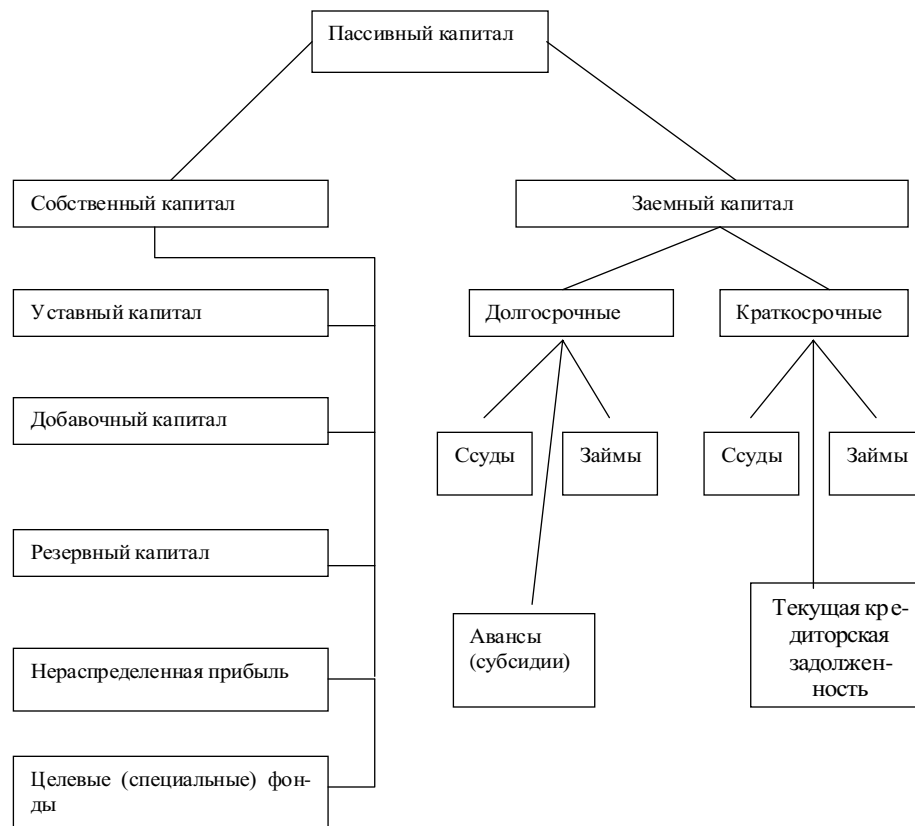 Пассивный капитал
Собственный капитал
Заемный капитал
Уставный капитал
Долгосрочные
Краткосрочные
Добавочный капитал
Ссуды
Займы
Ссуды
Займы
Резервный капитал
Авансы
(субсидии)
Текущая кре-
диторская
задолжен-
ность
Нераспределенная прибыль
Целевые (специальные) фон-
ды